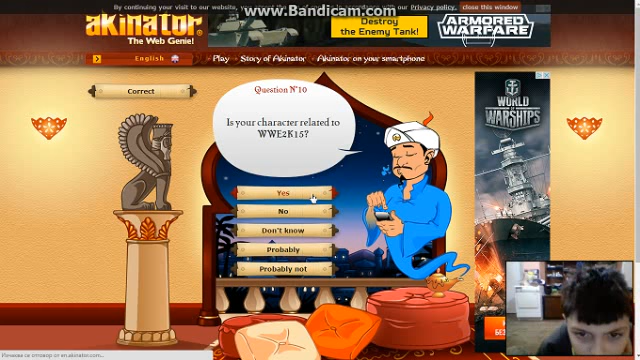 By continuing your visit to our website, you
www.Bandicam.com
Privacy policy.
close this window
akinator
The Web Genie!
Destroy
the Enemy Tank!
ARMORED
WARFARE
English
Play
Story of Akinator
Akinator on your smartphone
Correct
Question N°10
Is your character related to
WWE2K15?
Yes
No
Don't know
Probably
Probably not
WORLD
OF
WARSHIPS